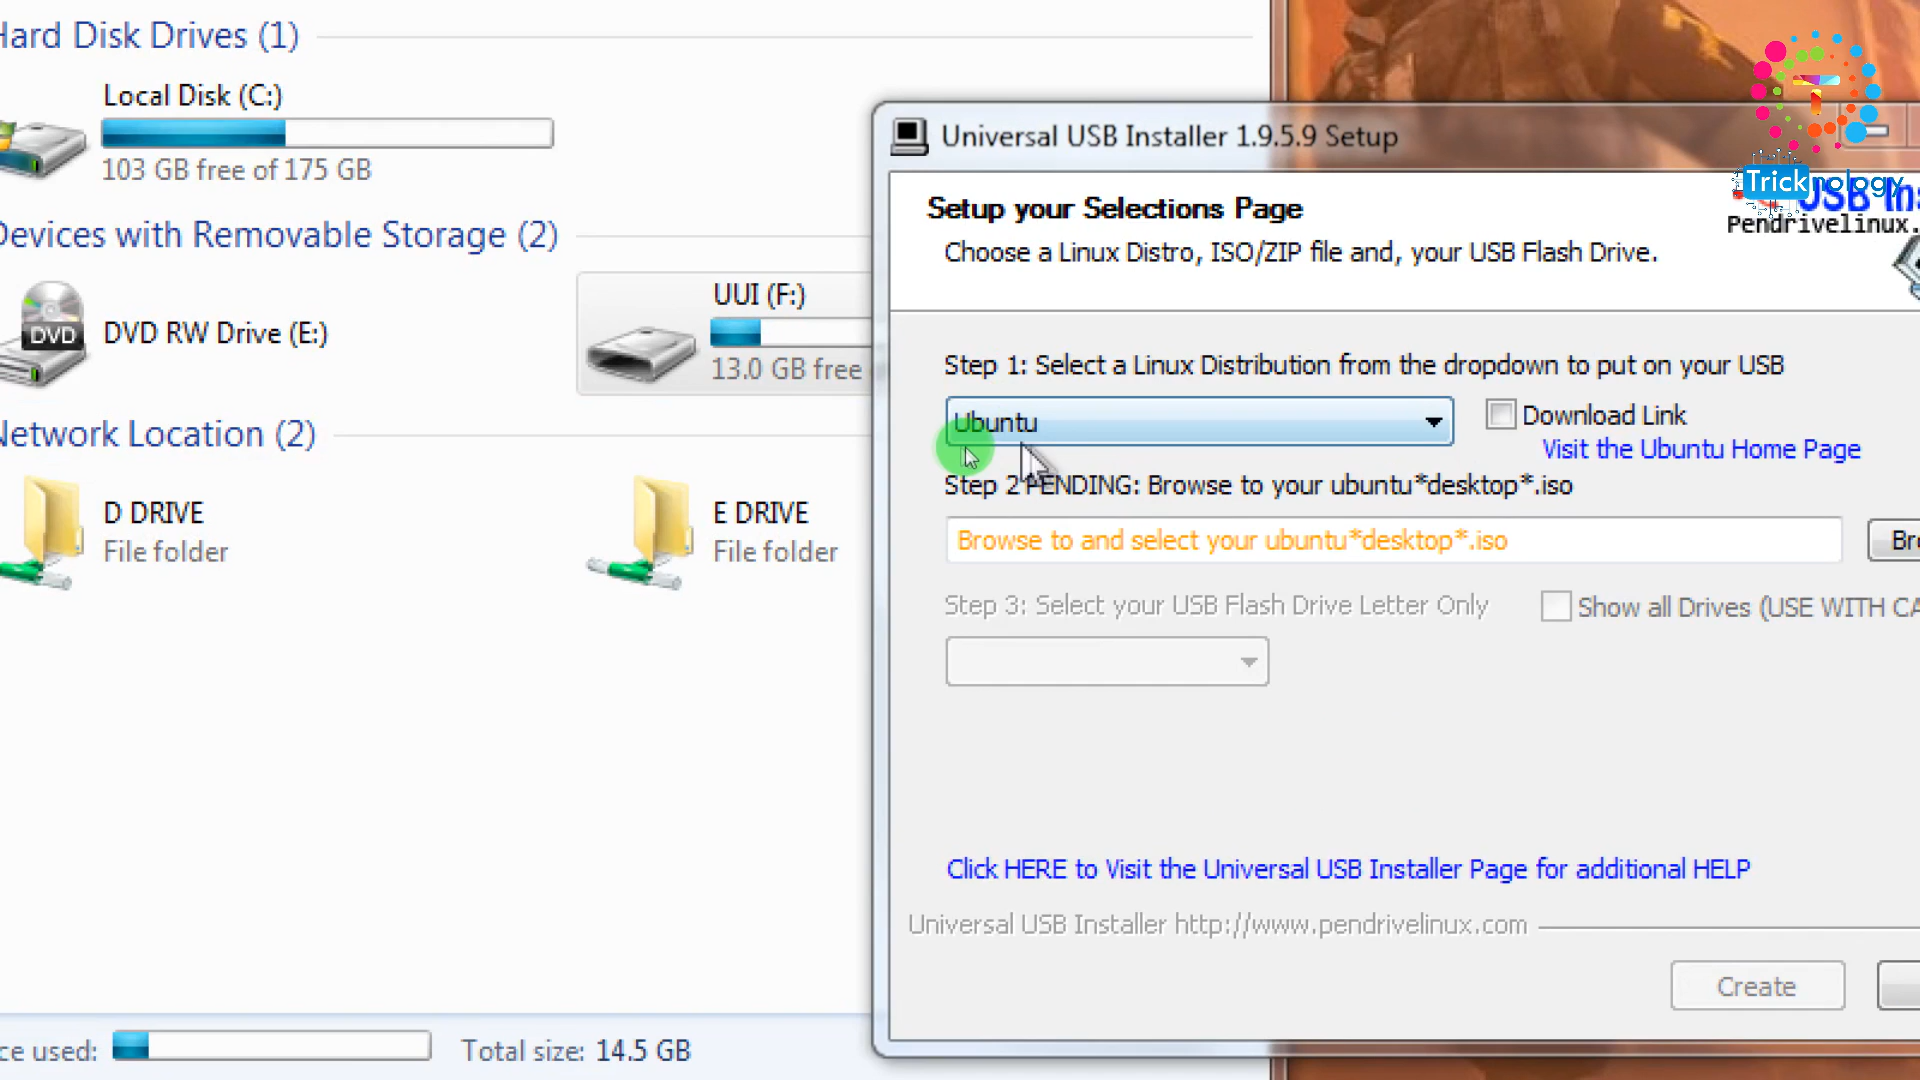 Hard Disk Drives (1)
Local Disk (C:)
103 GB free of 175 GB
Devices with Removable Storage (2)
DVD
DVD RW Drive (E:)
UUI (F:)
13.0 GB free
Network Location (2)
D DRIVE
File folder
E DRIVE
File folder
ce used:
Total size: 14.5 GB
Universal USB Installer 1.9.5.9 Setup
T
Tricknology
Setup your Selections Page
USB Ins
Pendrivelinux.
Choose a Linux Distro, ISO/ZIP file and, your USB Flash Drive.
Step 1: Select a Linux Distribution from the dropdown to put on your USB
Ubuntu
Download Link
Visit the Ubuntu Home Page
Step 2 PENDING: Browse to your ubuntu*desktop*.iso
Browse to and select your ubuntu*desktop*.iso
Bro
Step 3: Select your USB Flash Drive Letter Only
Show all Drives (USE WITH CA
Click HERE to Visit the Universal USB Installer Page for additional HELP
Universal USB Installer http://www.pendrivelinux.com
Create